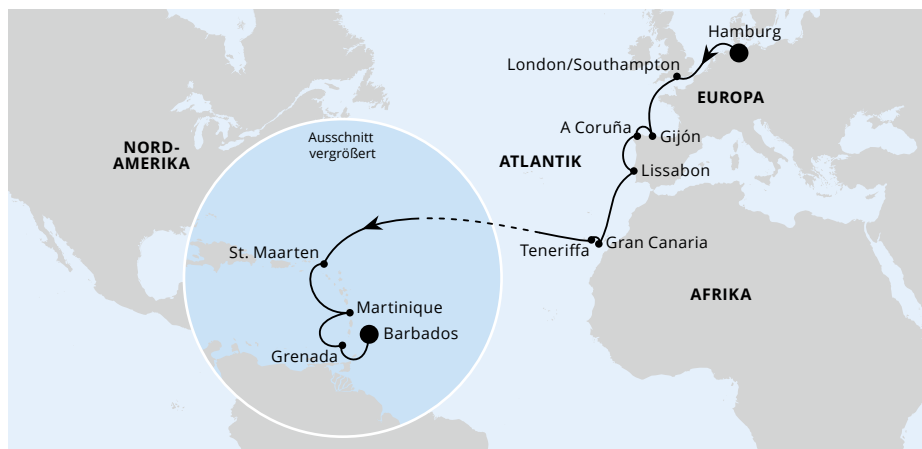 Hamburg
London/Southampton
EUROPA
A Coruña
Gijón
Ausschnitt
vergrößert
NORD-
AMERIKA
ATLANTIK
Lissabon
St. Maarten
Teneriffa
Gran Canaria
AFRIKA
Martinique
Barbados
Grenada